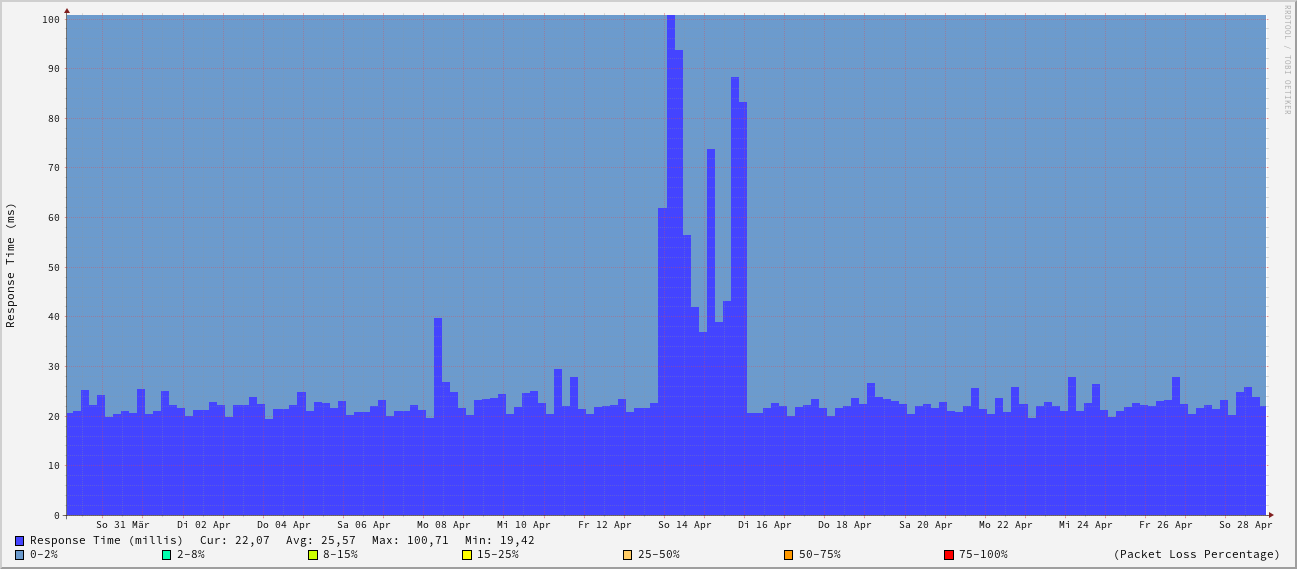 RRDTOOL / TOBI OETIKER
Response Time (ms)
100
90
80
70
60
50
40
30
20
10
0
So 31 Mär Di 02 Apr Do 04 Apr Sa 06 Apr Mo 08 Apr Mi 10 Apr Fr 12 Apr So 14 Apr Di 16 Apr Do 18 Apr Sa 20 Apr Mo 22 Apr Mi 24 Apr Fr 26 Apr So 28 Apr
Response Time (millis) Cur: 22,07 Avg: 25,57 Max: 100,71 Min: 19,42
0-2% 2-8% 8-15% 15-25% 25-50% 50-75% 75-100% (Packet Loss Percentage)